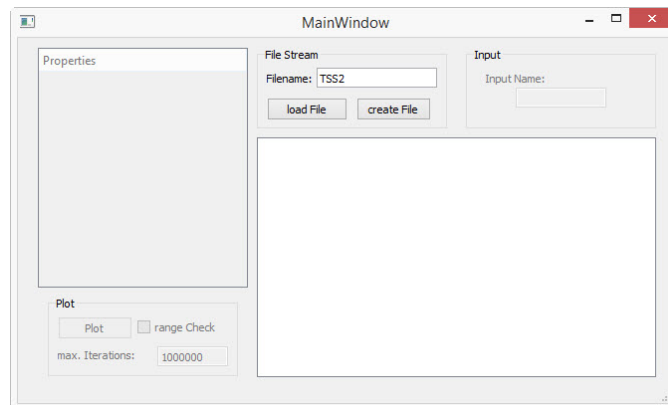 MainWindow
Properties
File Stream
Filename: TSS2
load File create File
Input
Input Name:
Plot
Plot range Check
max. Iterations: 1000000